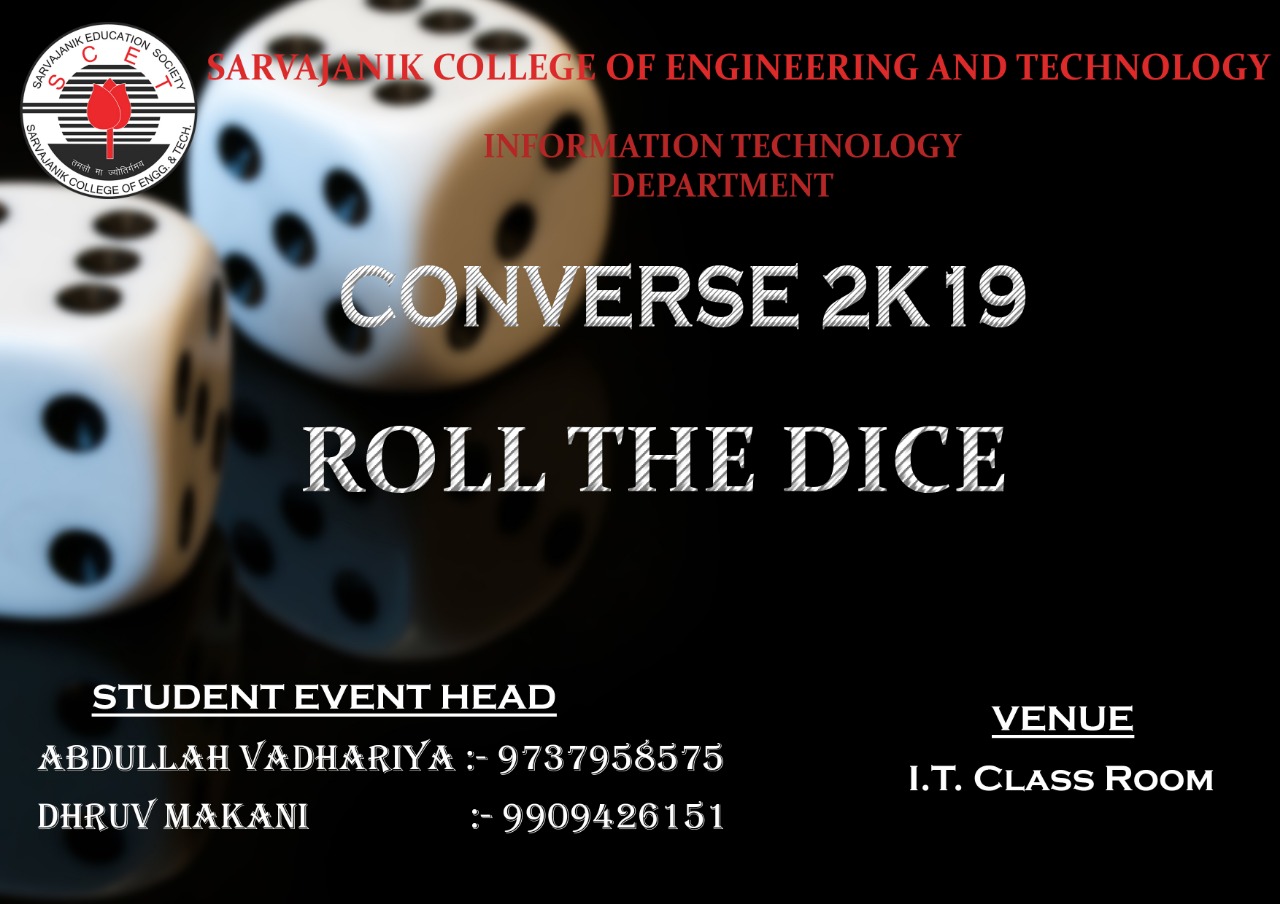 SARVAJANIK EDUCATION SOCIETY
S C E T
तमसो मा ज्योतिर्गमय
SARVAJANIK COLLEGE OF ENGG. & TECH.
SARVAJANIK COLLEGE OF ENGINEERING AND TECHNOLOGY
INFORMATION TECHNOLOGY
DEPARTMENT
CONVERSE 2K19
ROLL THE DICE
STUDENT EVENT HEAD
ABDULLAH VADHARIYA :- 9737958575
DHRUV MAKANI :- 9909426151
VENUE
I.T. CLASS ROOM